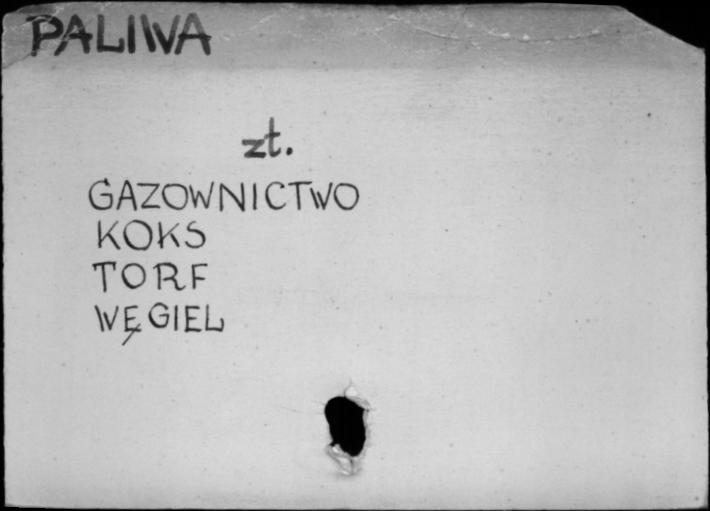 PALIWA
zt.
GAZOWNICTWO
KOKS
TORF
WĘGIEL